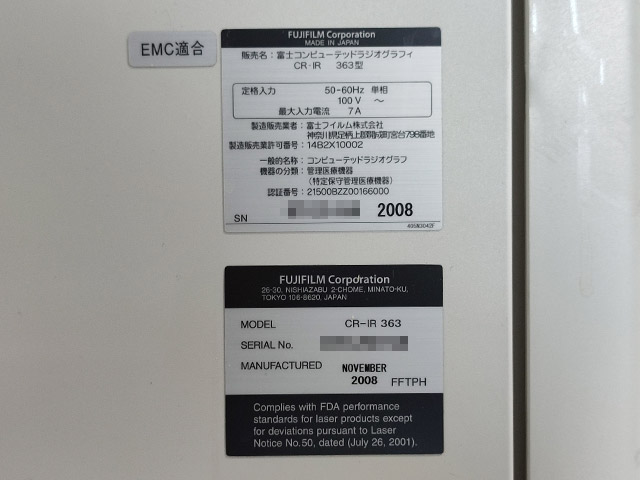 EMC適合
FUJIFILM Corporation
MADE IN JAPAN
販売名：富士コンピューテッドラジオグラフィ
CR-IR 363型
定格入力 50-60Hz 単相
100V ～
最大入力電流 7A
製造販売業者：富士フイルム株式会社
神奈川県足柄上郡開成町宮台798番地
製造販売業許可番号：14B2X10002
一般的名称：コンピューテッドラジオグラフ
機器の分類：管理医療機器
（特定保守管理医療機器）
認証番号：21500BZZ00166000
SN 2008
FUJIFILM Corporation
26-30, NISHIAZABU 2-CHOME, MINATO-KU,
TOKYO 106-8620, JAPAN
MODEL CR-IR 363
SERIAL No.
MANUFACTURED NOVEMBER
2008 FFTPH
Complies with FDA performance
standards for laser products except
for deviations pursuant to Laser
Notice No.50, dated (July 26, 2001).